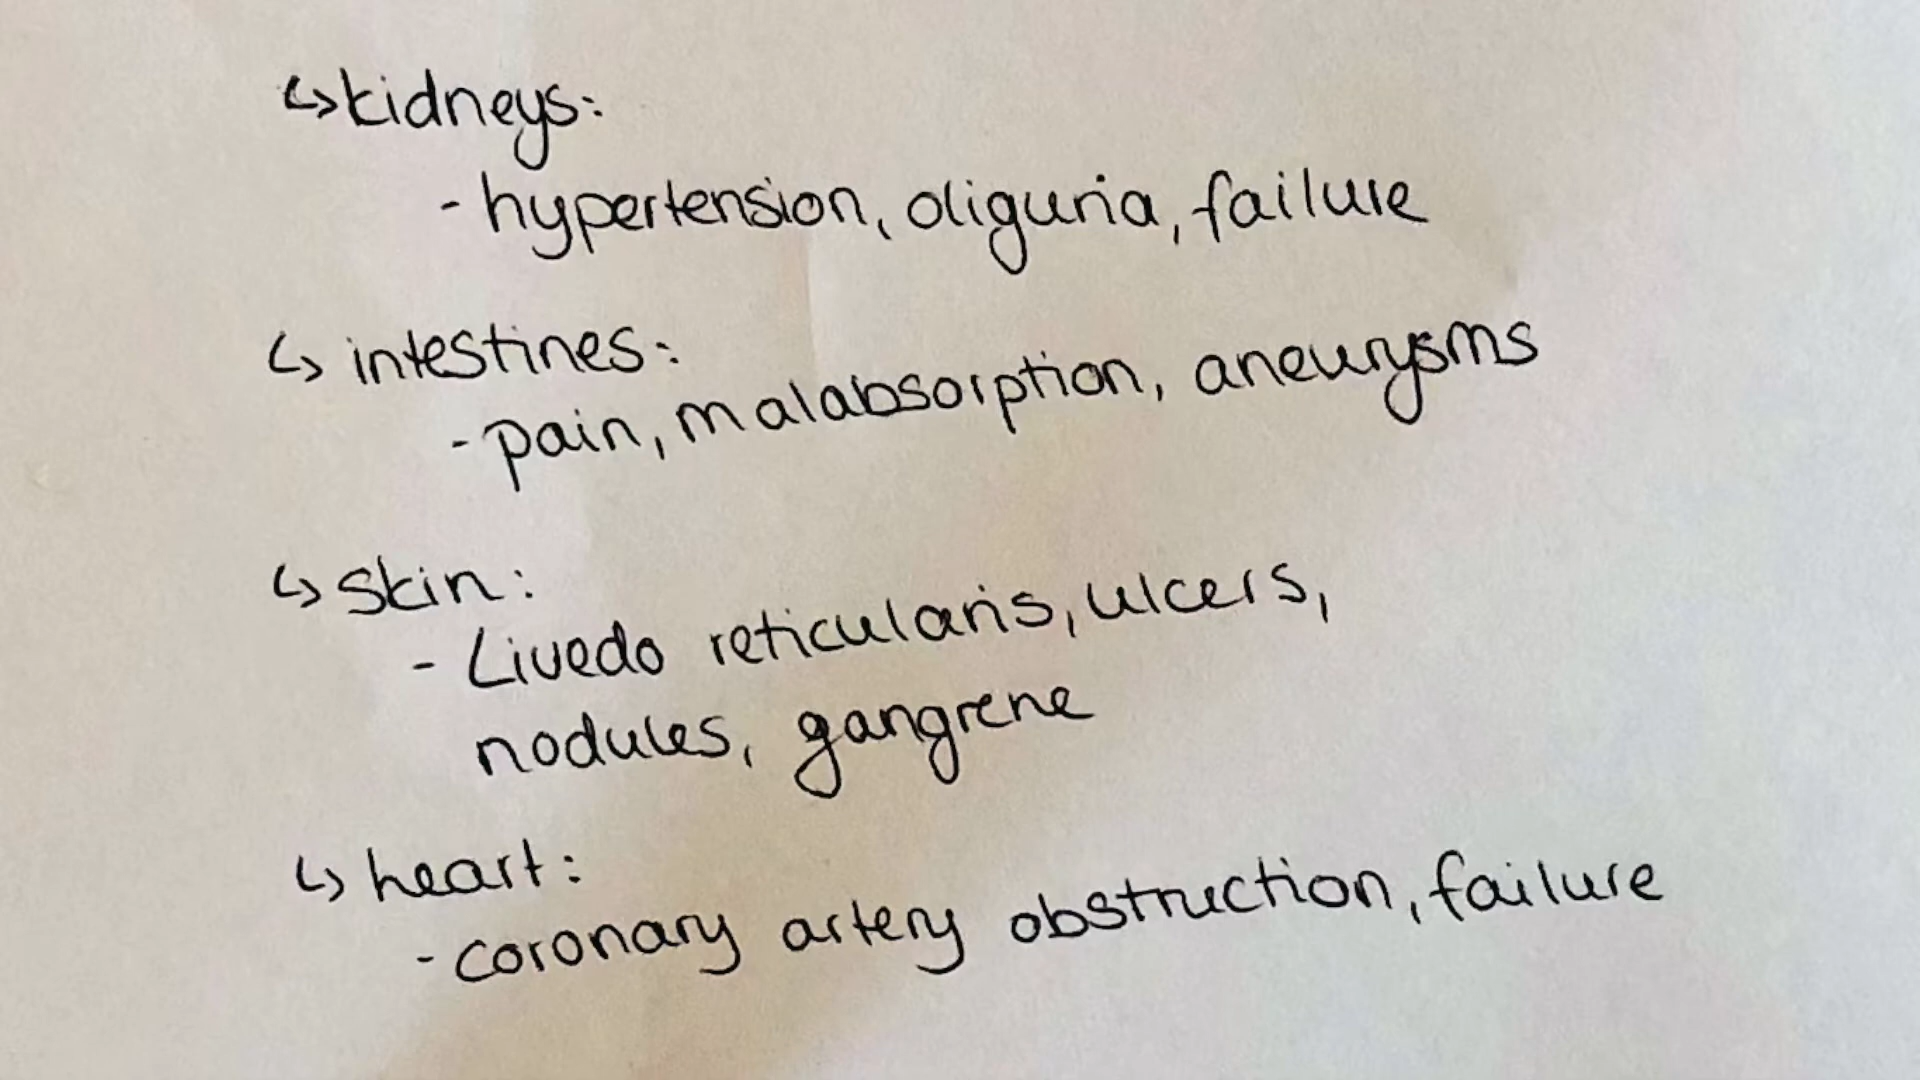 ↳ kidneys:
- hypertension, oliguria, failure
↳ intestines:
- pain, malabsorption, aneurysms
↳ skin:
- Livedo reticularis, ulcers,
nodules, gangrene
↳ heart:
- coronary artery obstruction, failure